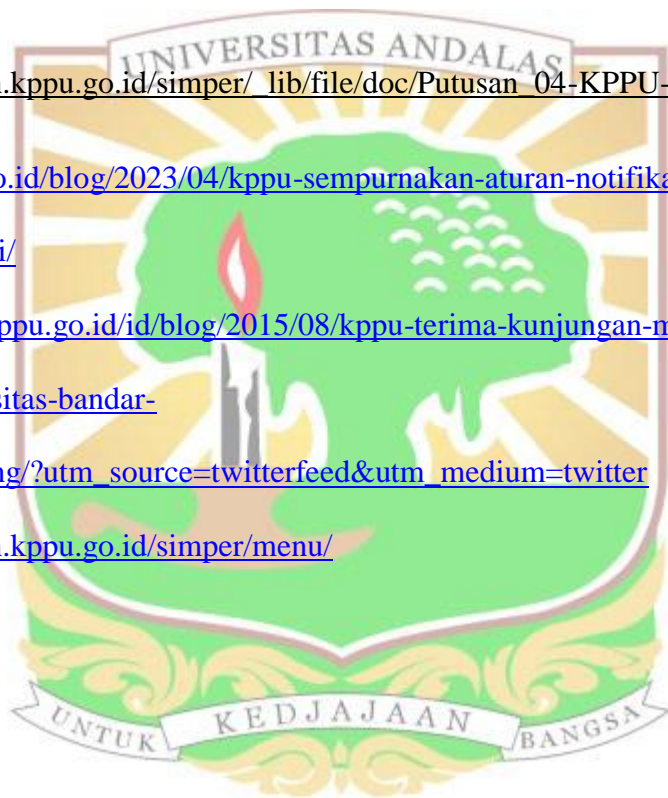 UNIVERSITAS ANDALAS
.kppu.go.id/simper/_lib/file/doc/Putusan_04-KPPU-
o.id/blog/2023/04/kppu-sempurnakan-aturan-notifika
i/
ppu.go.id/id/blog/2015/08/kppu-terima-kunjungan-m
sitas-bandar-
ng/?utm_source=twitterfeed&utm_medium=twitter
.kppu.go.id/simper/menu/
UNTUK KEDJAJAAN BANGSA